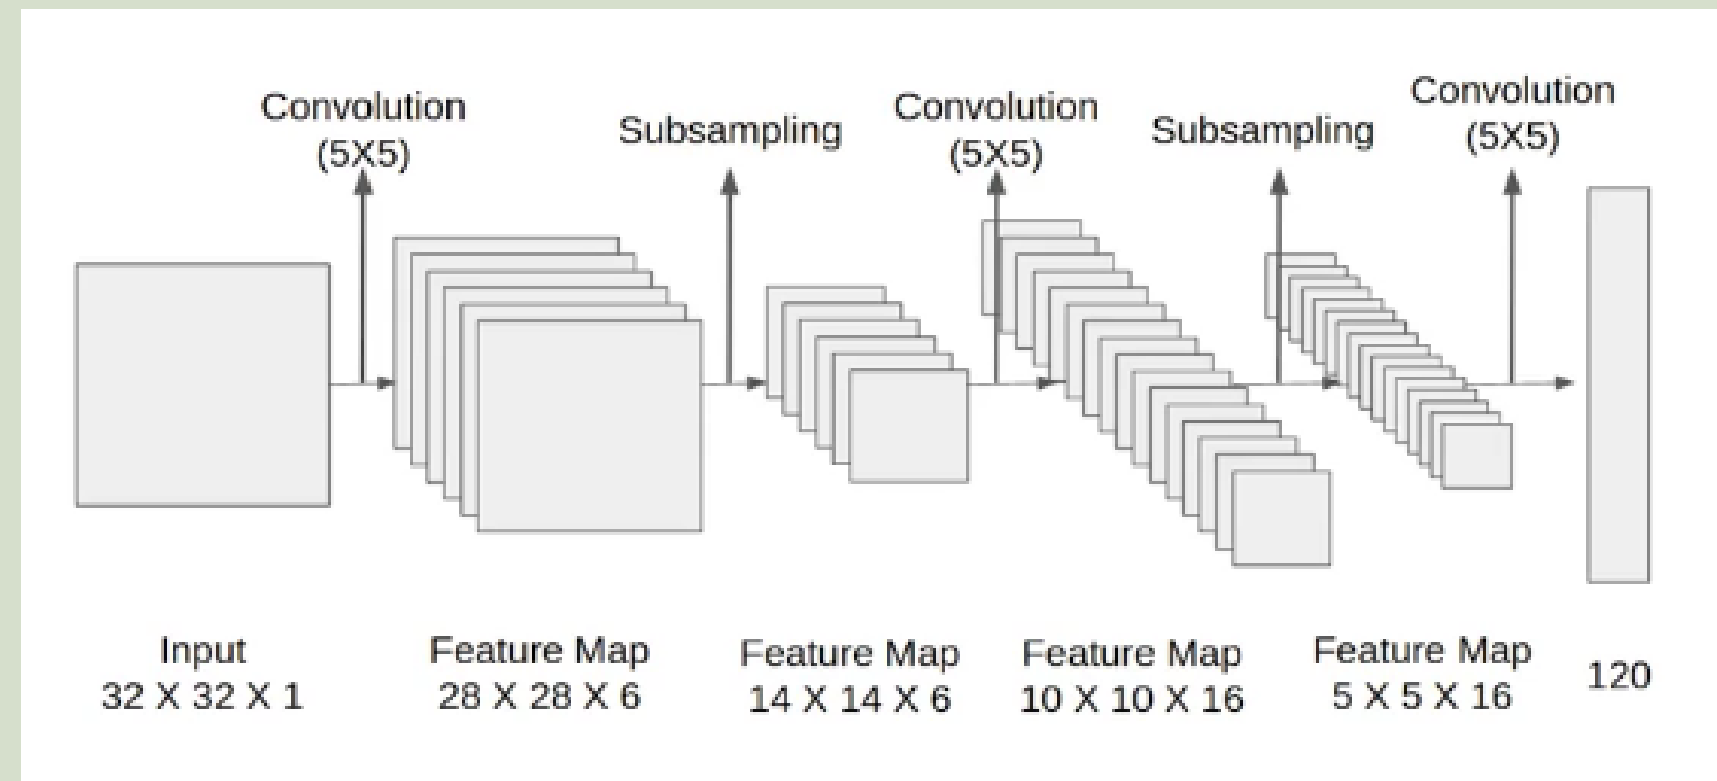 Convolution
(5X5)
Subsampling
Convolution
(5X5)
Subsampling
Convolution
(5X5)
Input
32 X 32 X 1
Feature Map
28 X 28 X 6
Feature Map
14 X 14 X 6
Feature Map
10 X 10 X 16
Feature Map
5 X 5 X 16
120